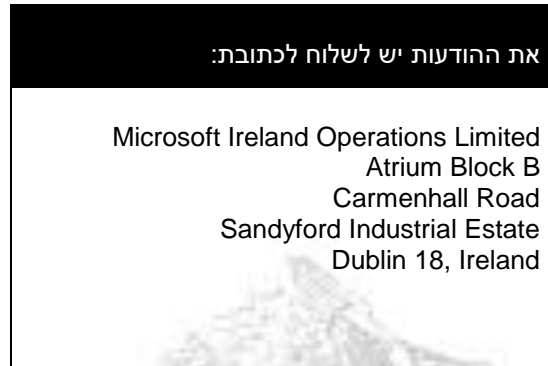 את ההודעות יש לשלוח לכתובת:
Microsoft Ireland Operations Limited
Atrium Block B
Carmenhall Road
Sandyford Industrial Estate
Dublin 18, Ireland